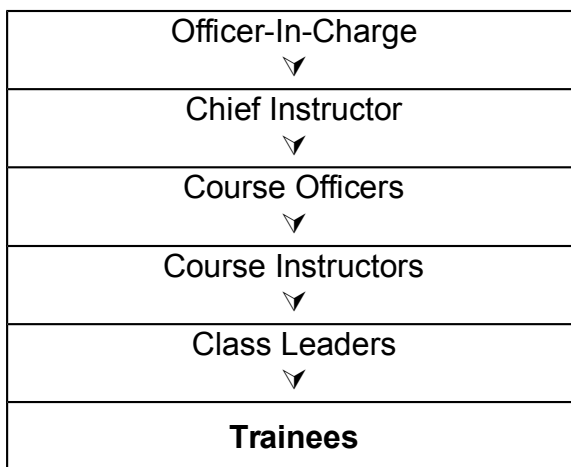 Officer-In-Charge
Chief Instructor
Course Officers
Course Instructors
Class Leaders
Trainees